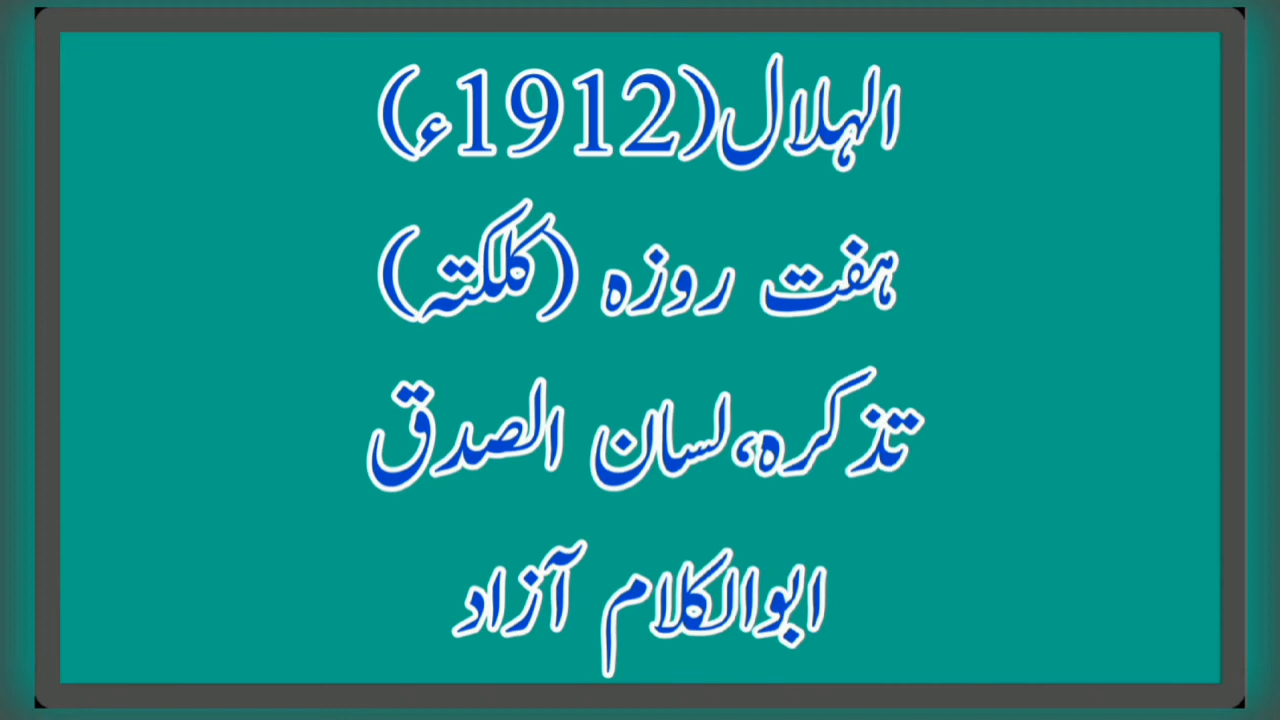 الہلال(1912ء)
ہفت روزہ (کلکتہ)
تذکرہ،لسان الصدق
ابوالکلام آزاد